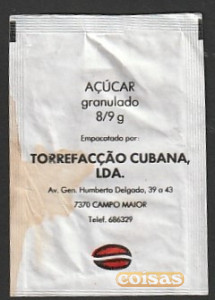 AÇÚCAR
granulado
8/9 g
Empacotado por:
TORREFACÇÃO CUBANA,
LDA.
Av. Gen. Humberto Delgado, 39 a 43
7370 CAMPO MAIOR
Telef. 686329
coisas